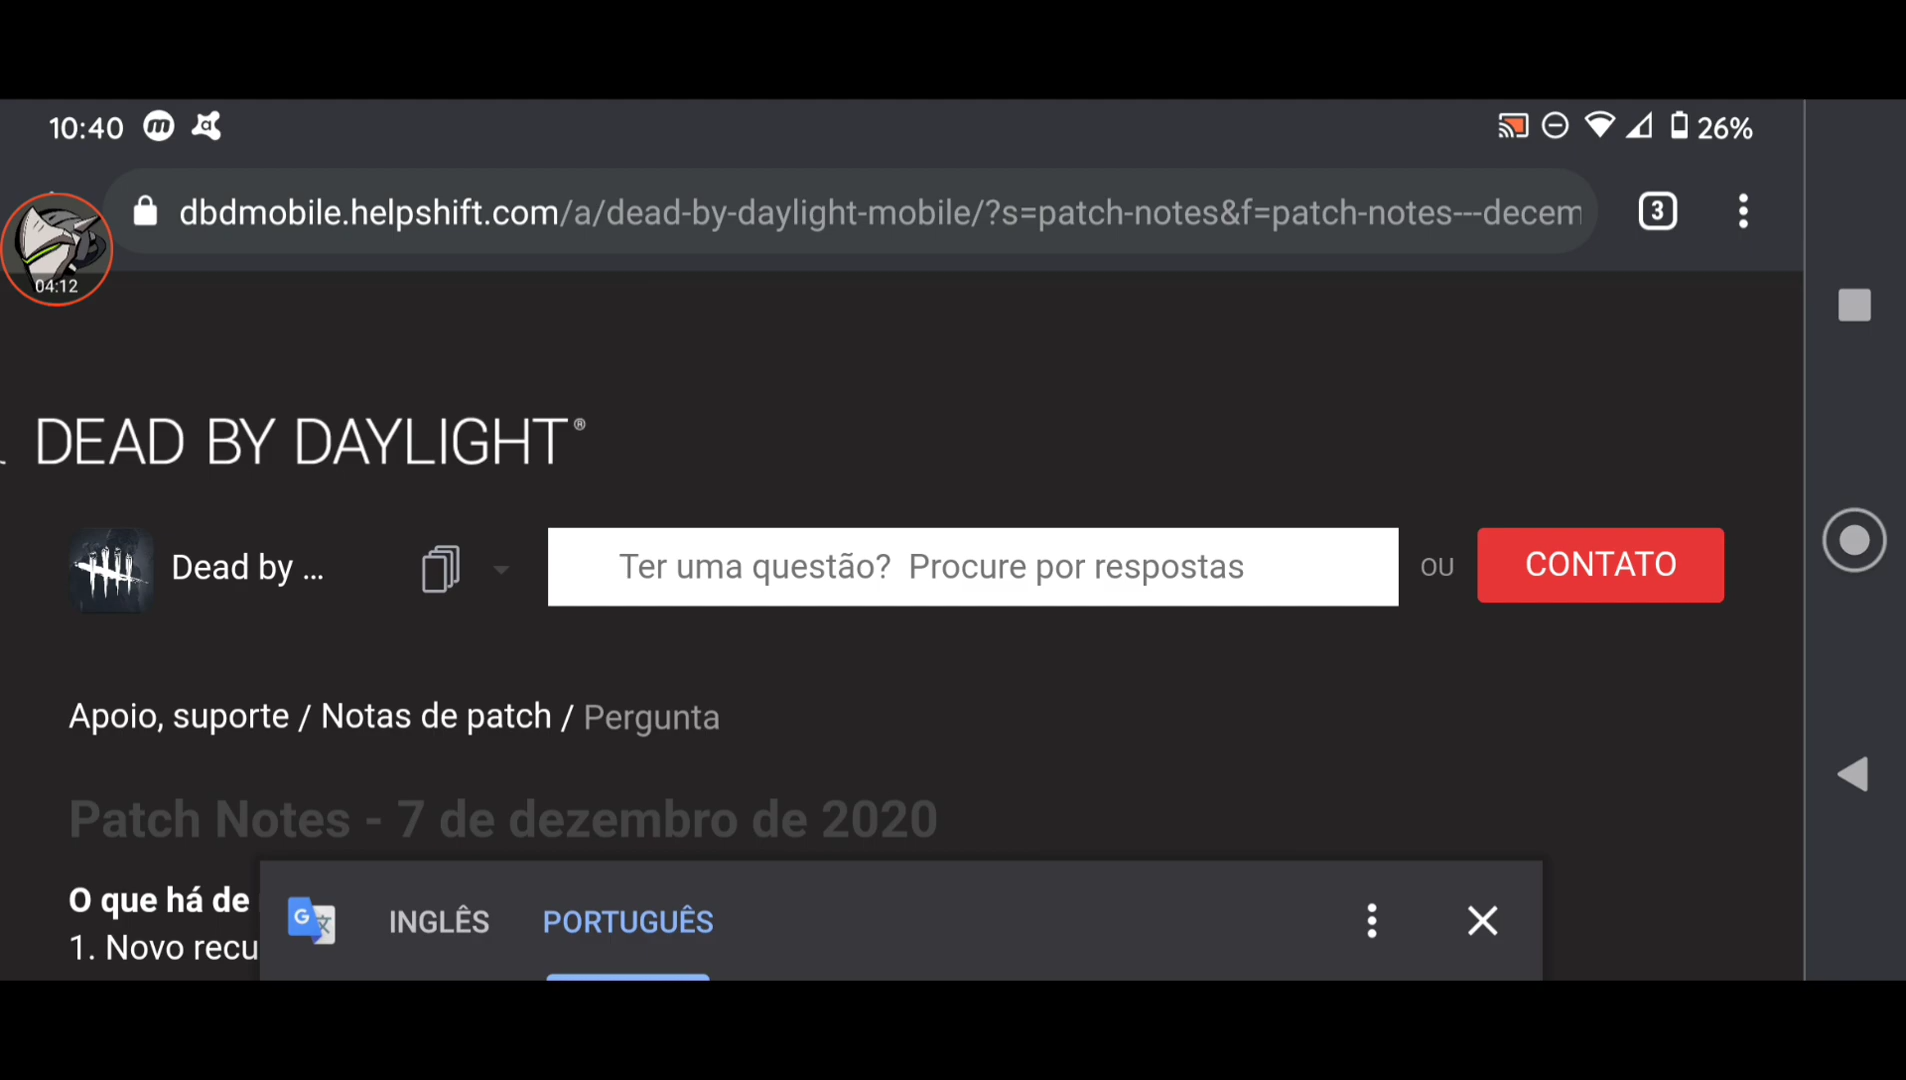 10:40
26%
dbdmobile.helpshift.com/a/dead-by-daylight-mobile/?s=patch-notes&f=patch-notes---decem
3
04:12
DEAD BY DAYLIGHT®
Dead by ...
Ter uma questão? Procure por respostas
OU
CONTATO
Apoio, suporte / Notas de patch / Pergunta
Patch Notes - 7 de dezembro de 2020
O que há de
1. Novo recu
INGLÊS
PORTUGUÊS